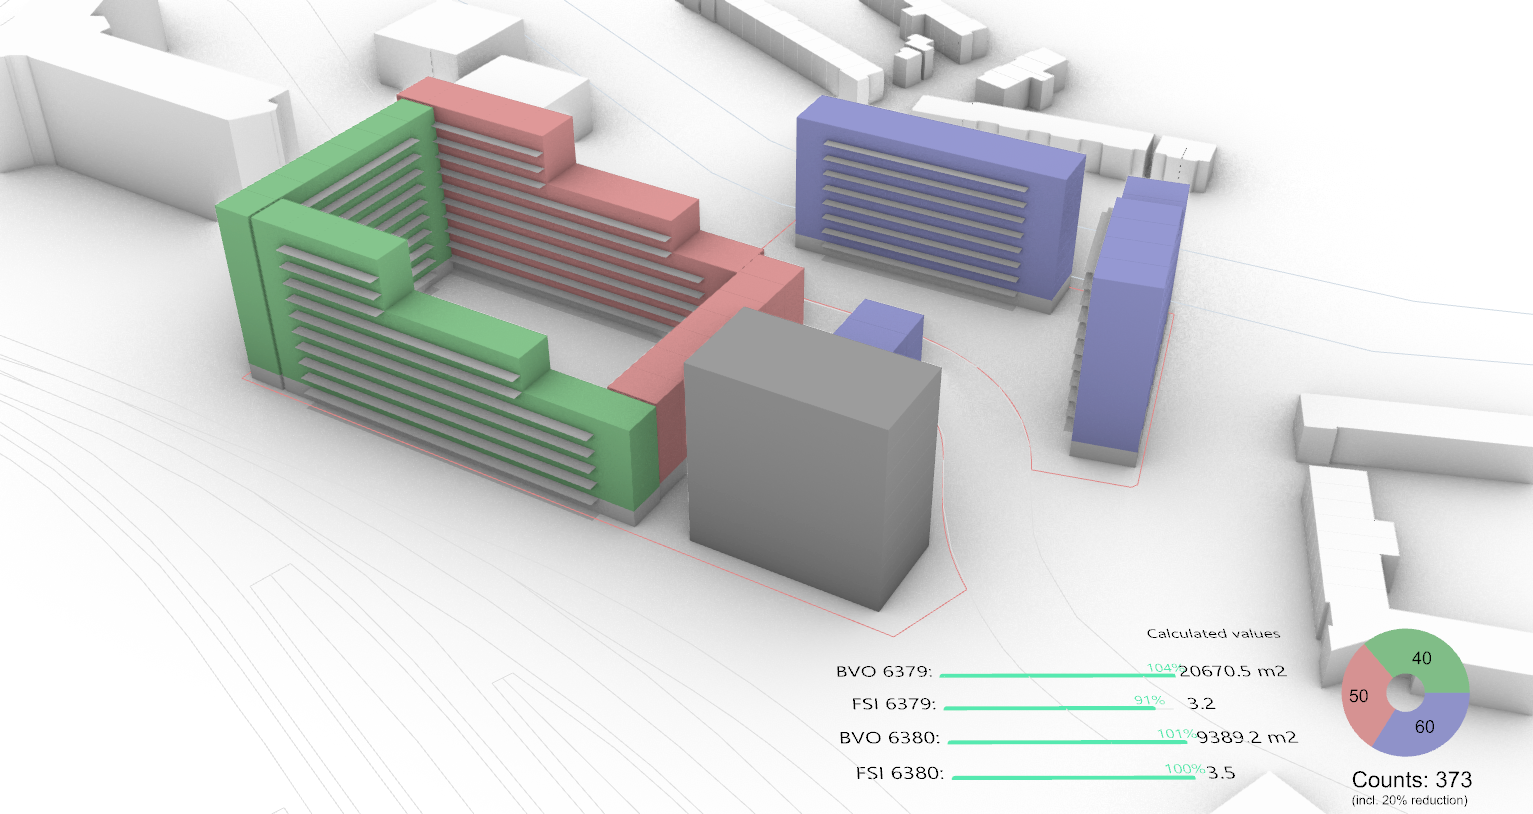 Calculated values
BVO 6379: 104% 20670.5 m2
FSI 6379: 91% 3.2
BVO 6380: 101% 9389.2 m2
FSI 6380: 100% 3.5
40
50
60
Counts: 373
(incl. 20% reduction)